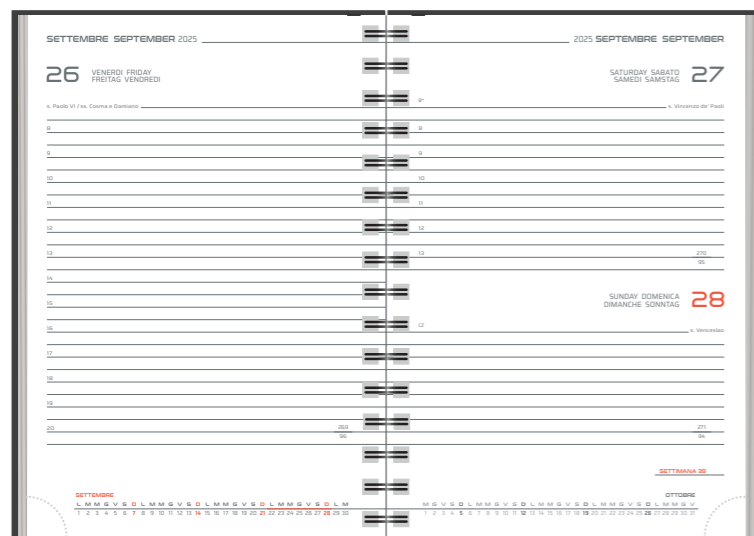 SETTEMBRE SEPTEMBER 2025
26
VENERDI FRIDAY
FREITAG VENDREDI
s. Paolo VI / ss. Cosma e Damiano
8
9
10
11
12
13
14
15
16
17
18
19
20
269
96
SETTEMBRE
L M M G V S D L M M G V S D L M M G V S D L M M G V S D L M
1 2 3 4 5 6 7 8 9 10 11 12 13 14 15 16 17 18 19 20 21 22 23 24 25 26 27 28 29 30
2025 SEPTEMBRE SEPTEMBER
SATURDAY SABATO
SAMEDI SAMSTAG
27
s. Vincenzo de' Paoli
8
9
10
11
12
13
270
95
SUNDAY DOMENICA
DIMANCHE SONNTAG
28
s. Venceslao
271
94
SETTIMANA 39
OTTOBRE
M G V S D L M M G V S D L M M G V S D L M M G V S D L M M G V
1 2 3 4 5 6 7 8 9 10 11 12 13 14 15 16 17 18 19 20 21 22 23 24 25 26 27 28 29 30 31